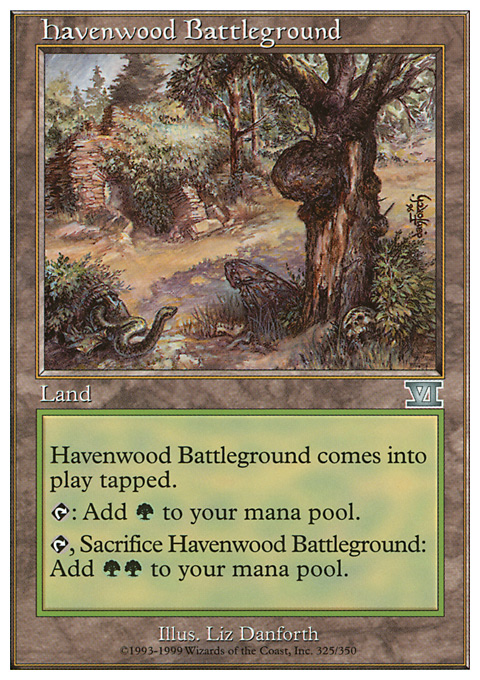 Havenwood Battleground
Land
VI
Havenwood Battleground comes into
play tapped.
: Add to your mana pool.
, Sacrifice Havenwood Battleground:
Add to your mana pool.
Illus. Liz Danforth
©1993-1999 Wizards of the Coast, Inc. 325/350